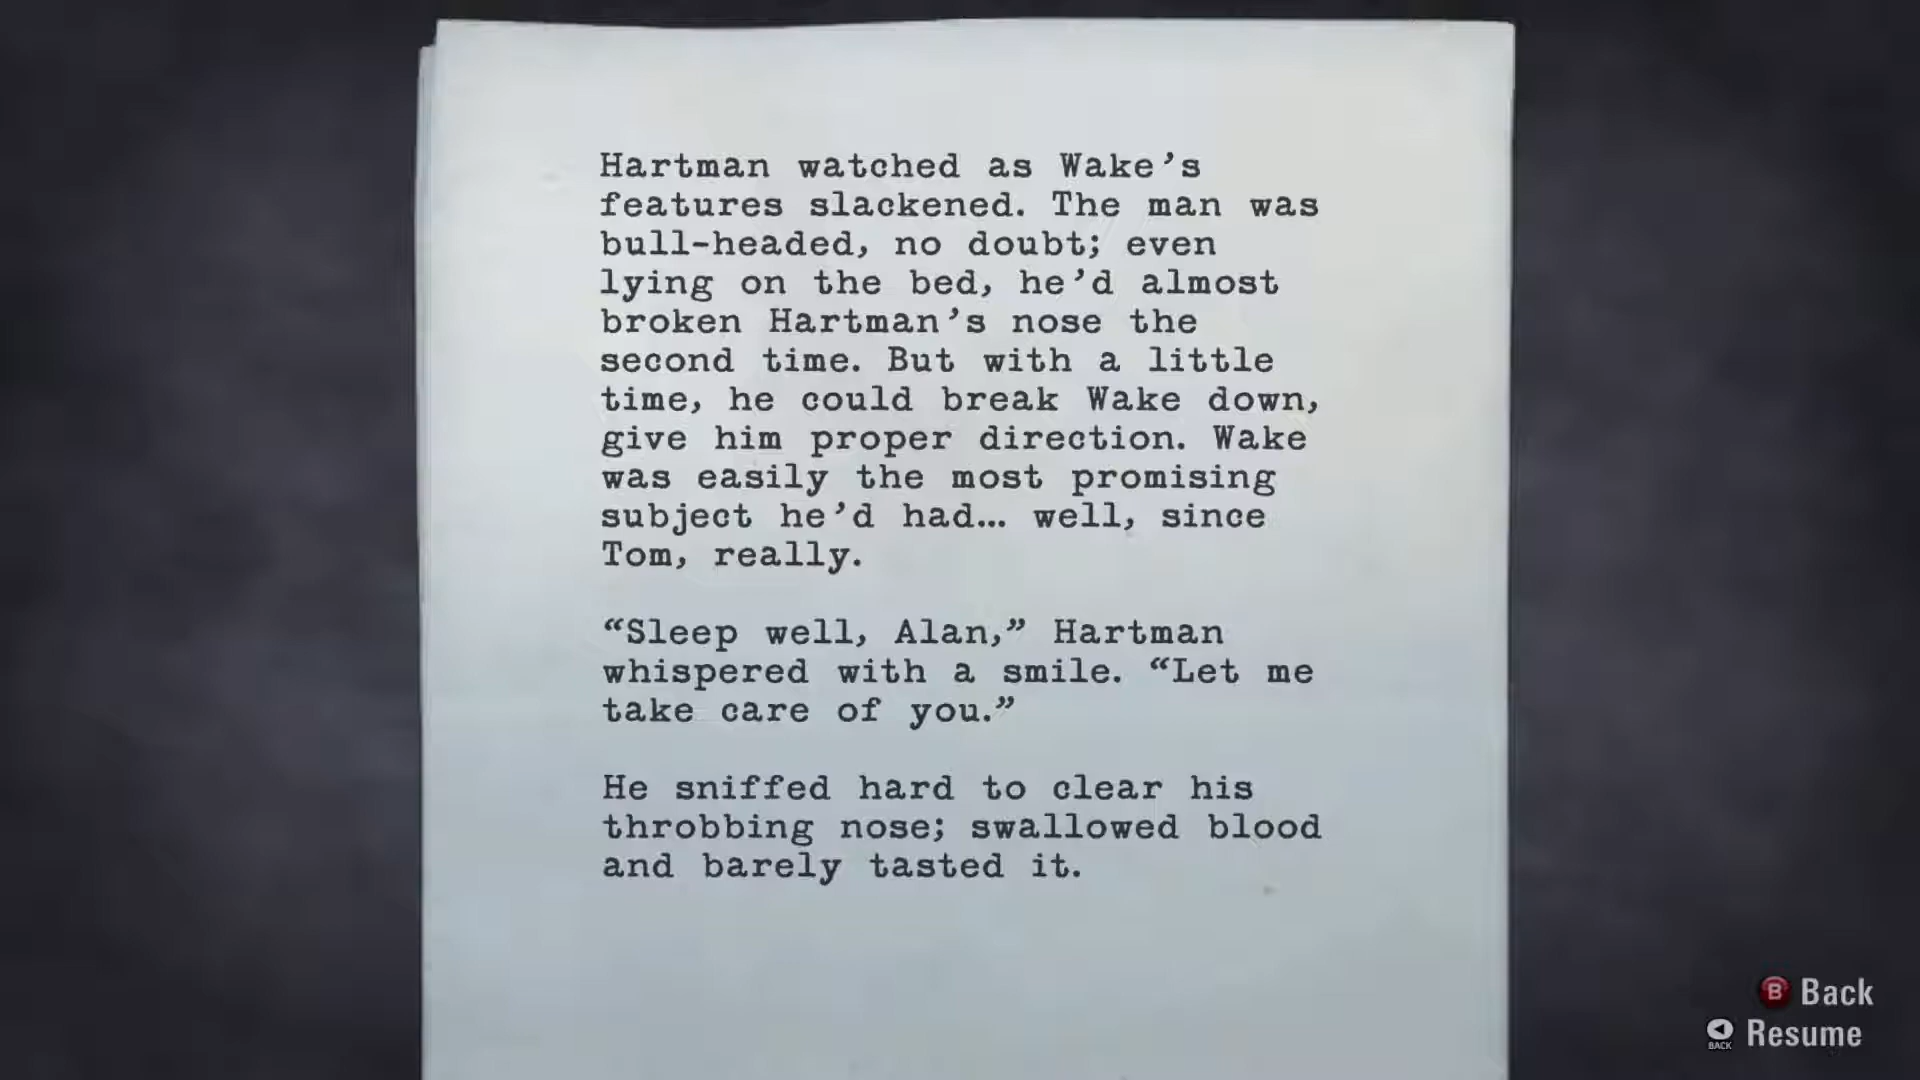 Hartman watched as Wake’s
features slackened. The man was
bull-headed, no doubt; even
lying on the bed, he’d almost
broken Hartman’s nose the
second time. But with a little
time, he could break Wake down,
give him proper direction. Wake
was easily the most promising
subject he’d had… well, since
Tom, really.
“Sleep well, Alan,” Hartman
whispered with a smile. “Let me
take care of you.”
He sniffed hard to clear his
throbbing nose; swallowed blood
and barely tasted it.
B Back
BACK Resume